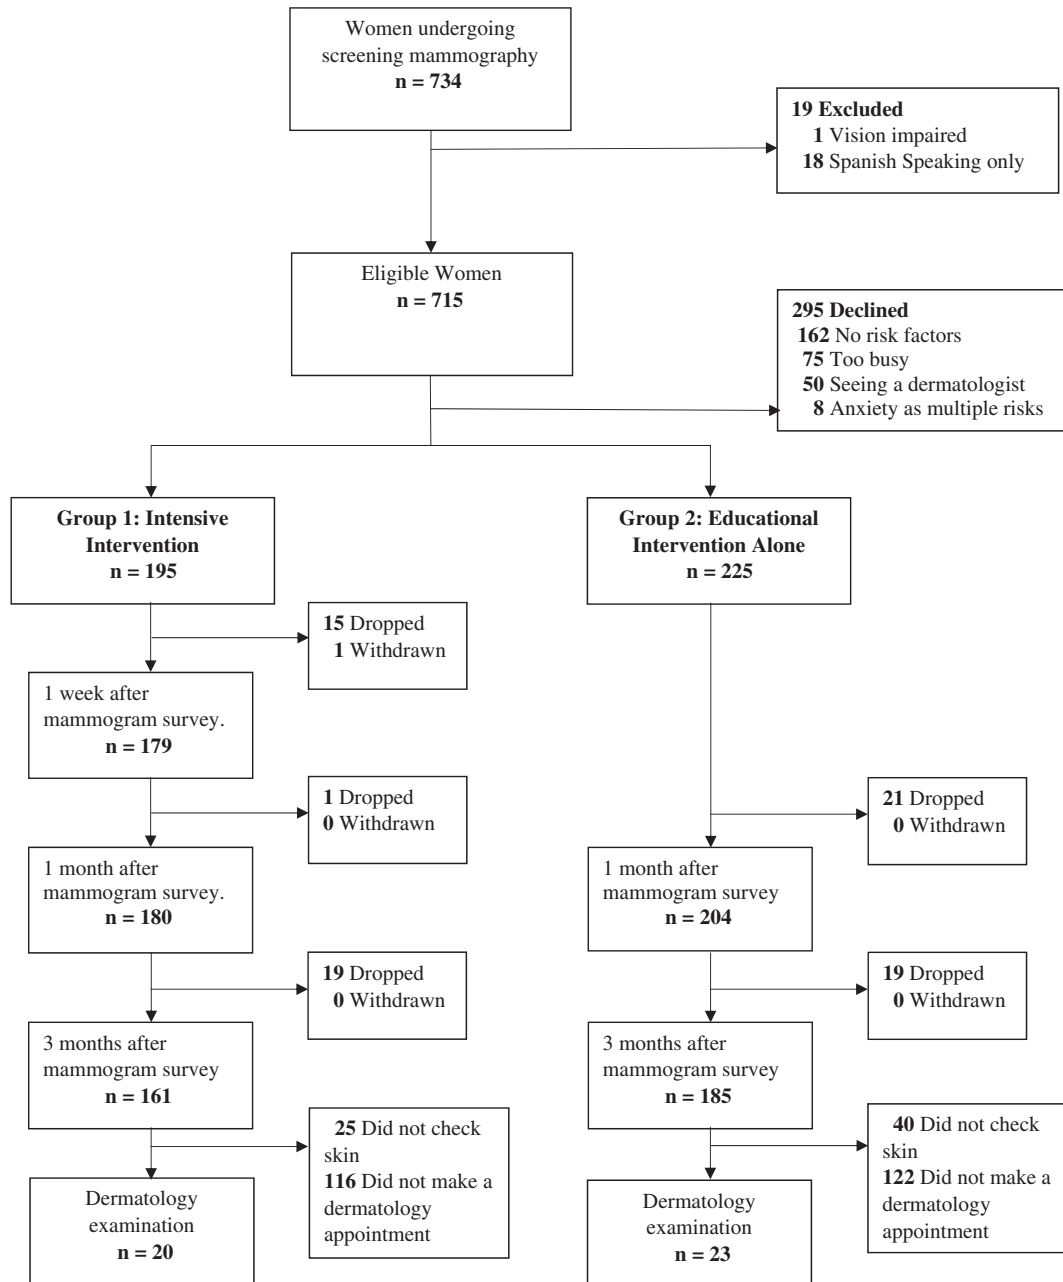 Women undergoing
screening mammography
n = 734
19 Excluded
1 Vision impaired
18 Spanish Speaking only
Eligible Women
n = 715
295 Declined
162 No risk factors
75 Too busy
50 Seeing a dermatologist
8 Anxiety as multiple risks
Group 1: Intensive
Intervention
n = 195
Group 2: Educational
Intervention Alone
n = 225
15 Dropped
1 Withdrawn
1 week after
mammogram survey.
n = 179
1 Dropped
0 Withdrawn
21 Dropped
0 Withdrawn
1 month after
mammogram survey.
n = 180
1 month after
mammogram survey
n = 204
19 Dropped
0 Withdrawn
19 Dropped
0 Withdrawn
3 months after
mammogram survey
n = 161
3 months after
mammogram survey
n = 185
25 Did not check
skin
116 Did not make a
dermatology
appointment
40 Did not check
skin
122 Did not make a
dermatology
appointment
Dermatology
examination
n = 20
Dermatology
examination
n = 23